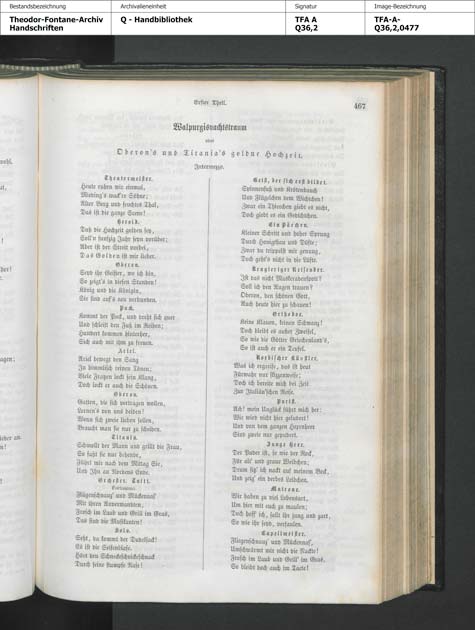 Bestandsbezeichnung
Theodor-Fontane-Archiv
Handschriften
Archivalieneinheit
Q - Handbibliothek
Signatur
TFA A
Q36,2
Image-Bezeichnung
TFA-A-
Q36,2,0477
Erster Theil.
467
Walpurgisnachtstraum
oder
Oberon's und Titania's goldne Hochzeit.
Intermezzo.
Theatermeister.
Heute ruhen wir einmal,
Miedings wackre Söhne;
Alter Berg und feuchtes Thal,
Das ist die ganze Scene!
Herold.
Daß die Hochzeit golden sey,
Soll'n funfzig Jahr seyn vorüber;
Aber ist der Streit vorbei,
Das Golden ist mir lieber.
Oberon.
Seyd ihr Geister, wo ich bin,
So zeigt's in diesen Stunden!
König und die Königin,
Sie sind auf's neu verbunden.
Puck.
Kommt der Puck, und dreht sich quer
Und schleift den Fuß im Reihen;
Hundert kommen hinterher,
Sich auch mit ihm zu freuen.
Ariel.
Ariel bewegt den Sang
In himmlisch reinen Tönen;
Viele Fratzen lockt sein Klang,
Doch lockt er auch die Schönen.
Oberon.
Gatten, die sich vertragen wollen,
Lernen's von uns beiden!
Wenn sich zweie lieben sollen,
Braucht man sie nur zu scheiden.
Titania.
Schmollt der Mann und grillt die Frau,
So faßt sie nur behende,
Führt mir nach dem Mittag Sie,
Und Ihn an Nordens Ende.
Orchester. Tutti.
Fortissimo.
Fliegenschnauz' und Mückennas'
Mit ihren Anverwandten,
Frosch im Laub und Grill im Gras,
Das sind die Musikanten!
Solo.
Seht, da kommt der Dudelsack!
Es ist die Seifenblase.
Hört den Schneckeschnickeschnack
Durch seine stumpfe Nase!
Geist, der sich erst bildet.
Spinnenfuß und Krötenbauch
Und Flügelchen dem Wichtchen!
Zwar ein Thierchen giebt es nicht,
Doch giebt es ein Gedichtchen.
Ein Pärchen.
Kleiner Schritt und hoher Sprung
Durch Honigthau und Düfte;
Zwar du trippelst mir genung,
Doch geht's nicht in die Lüfte.
Neugieriger Reisender.
Ist das nicht Maskeradenspott?
Soll ich den Augen trauen?
Oberon, den schönen Gott,
Auch heute hier zu schauen!
Orthodox.
Keine Klauen, keinen Schwanz!
Doch bleibt es außer Zweifel,
So wie die Götter Griechenland's,
So ist auch er ein Teufel.
Nordischer Künstler.
Was ich ergreife, das ist heut
Fürwahr nur skizzenweise;
Doch ich bereite mich bei Zeit
Zur Italiän'schen Reise.
Purist.
Ach! mein Unglück führt mich her:
Wie wird nicht hier geludert!
Und von dem ganzen Hexenheer
Sind zweie nur gepudert.
Junge Hexe.
Der Puder ist, so wie der Rock,
Für alt' und graue Weibchen;
Drum sitz' ich nackt auf meinem Bock,
Und zeig' ein derbes Leibchen.
Matrone.
Wir haben zu viel Lebensart,
Um hier mit euch zu maulen;
Doch hoff' ich, sollt ihr jung und zart,
So wie ihr seyd, verfaulen.
Capellmeister.
Fliegenschnauz' und Mückennas',
Umschwärmt mir nicht die Nackte!
Frosch im Laub und Grill' im Gras,
So bleibt doch auch im Tacte!